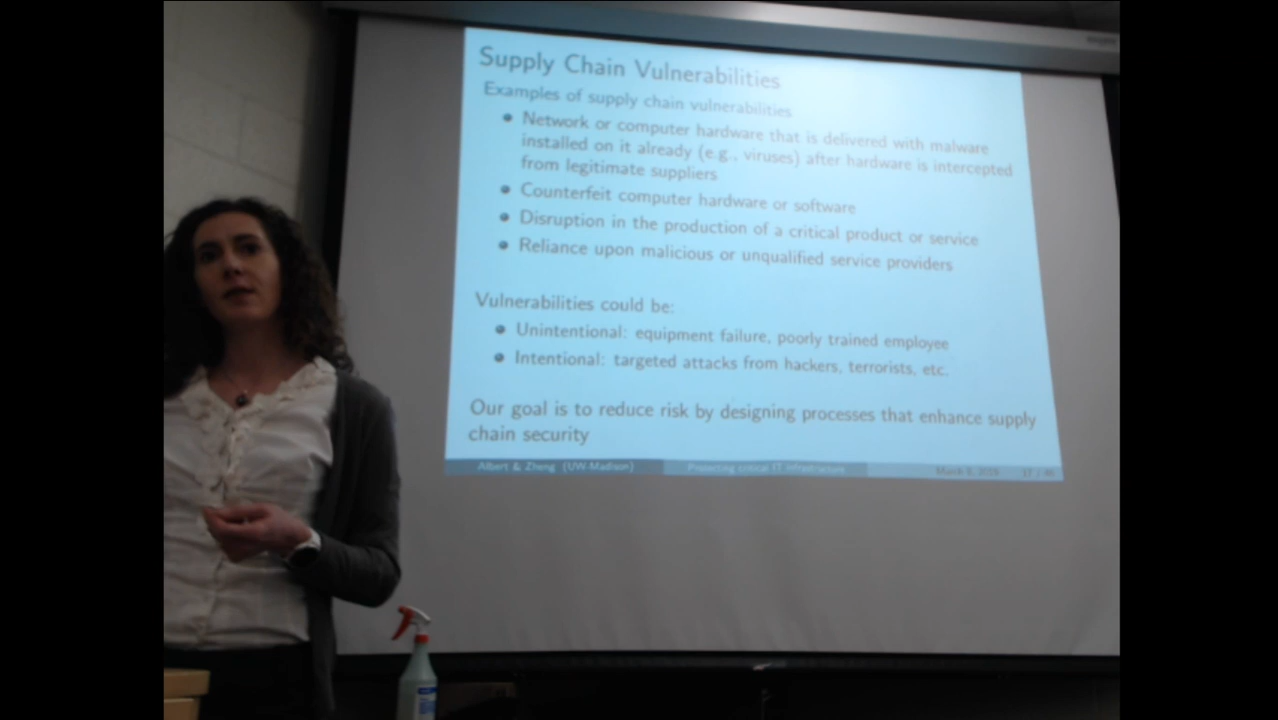 Supply Chain Vulnerabilities
Examples of supply chain vulnerabilities
Network or computer hardware that is delivered with malware
installed on it already (e.g., viruses) after hardware is intercepted
from legitimate suppliers
Counterfeit computer hardware or software
Disruption in the production of a critical product or service
Reliance upon malicious or unqualified service providers
Vulnerabilities could be:
Unintentional: equipment failure, poorly trained employee
Intentional: targeted attacks from hackers, terrorists, etc.
Our goal is to reduce risk by designing processes that enhance supply
chain security
Albert & Zheng (UW-Madison) Protecting critical IT infrastructure March